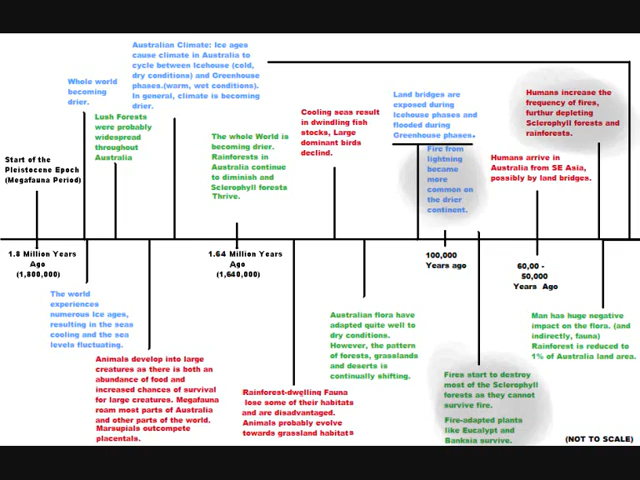 Australian Climate: Ice ages
cause climate in Australia to
cycle between Icehouse (cold,
dry conditions) and Greenhouse
phases.(warm, wet conditions).
In general, climate is becoming
drier.
Whole world
becoming
drier.
Lush Forests
were probably
widespread
throughout
Australia
Start of the
Pleistocene Epoch
(Megafauna Period)
The whole World is
becoming drier.
Rainforests in
Australia continue
to diminish and
Sclerophyll forests
Thrive.
Cooling seas result
in dwindling fish
stocks, Large
dominant birds
decline.
Land bridges are
exposed during
Icehouse phases and
flooded during
Greenhouse phases.
Fire from
lightning
became
more
common on
the drier
continent.
Humans increase the
frequency of fires,
furthur depleting
Sclerophyll forests and
rainforests.
Humans arrive in
Australia from SE Asia,
possibly by land bridges.
1.8 Million Years
Ago
(1,800,000)
1.64 Million Years
Ago
(1,640,000)
100,000
Years ago
60,00 -
50,000
Years Ago
The world
experiences
numerous Ice ages,
resulting in the seas
cooling and the sea
levels fluctuating.
Animals develop into large
creatures as there is both an
abundance of food and
increased chances of survival
for large creatures. Megafauna
roam most parts of Australia
and other parts of the world.
Marsupials outcompete
placentals.
Rainforest-dwelling Fauna
lose some of their habitats
and are disadvantaged.
Animals probably evolve
towards grassland habitats
Australian flora have
adapted quite well to
dry conditions.
However, the pattern
of forests, grasslands
and deserts is
continually shifting.
Fires start to destroy
most of the Sclerophyll
forests as they cannot
survive fire.
Fire-adapted plants
like Eucalypt and
Banksia survive.
Man has huge negative
impact on the flora. (and
indirectly, fauna)
Rainforest is reduced to
1% of Australia land area.
(NOT TO SCALE)